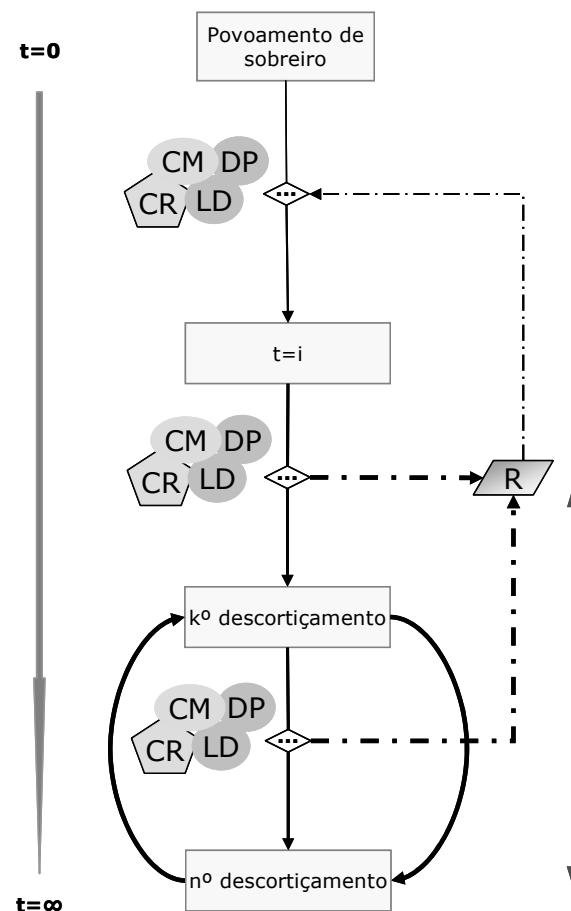 Povoamento de
sobreiro
t=0
CM DP
...
CR LD
t=i
CM DP
...
CR LD
R
kº descortiçamento
CM DP
...
CR LD
nº descortiçamento
t=∞